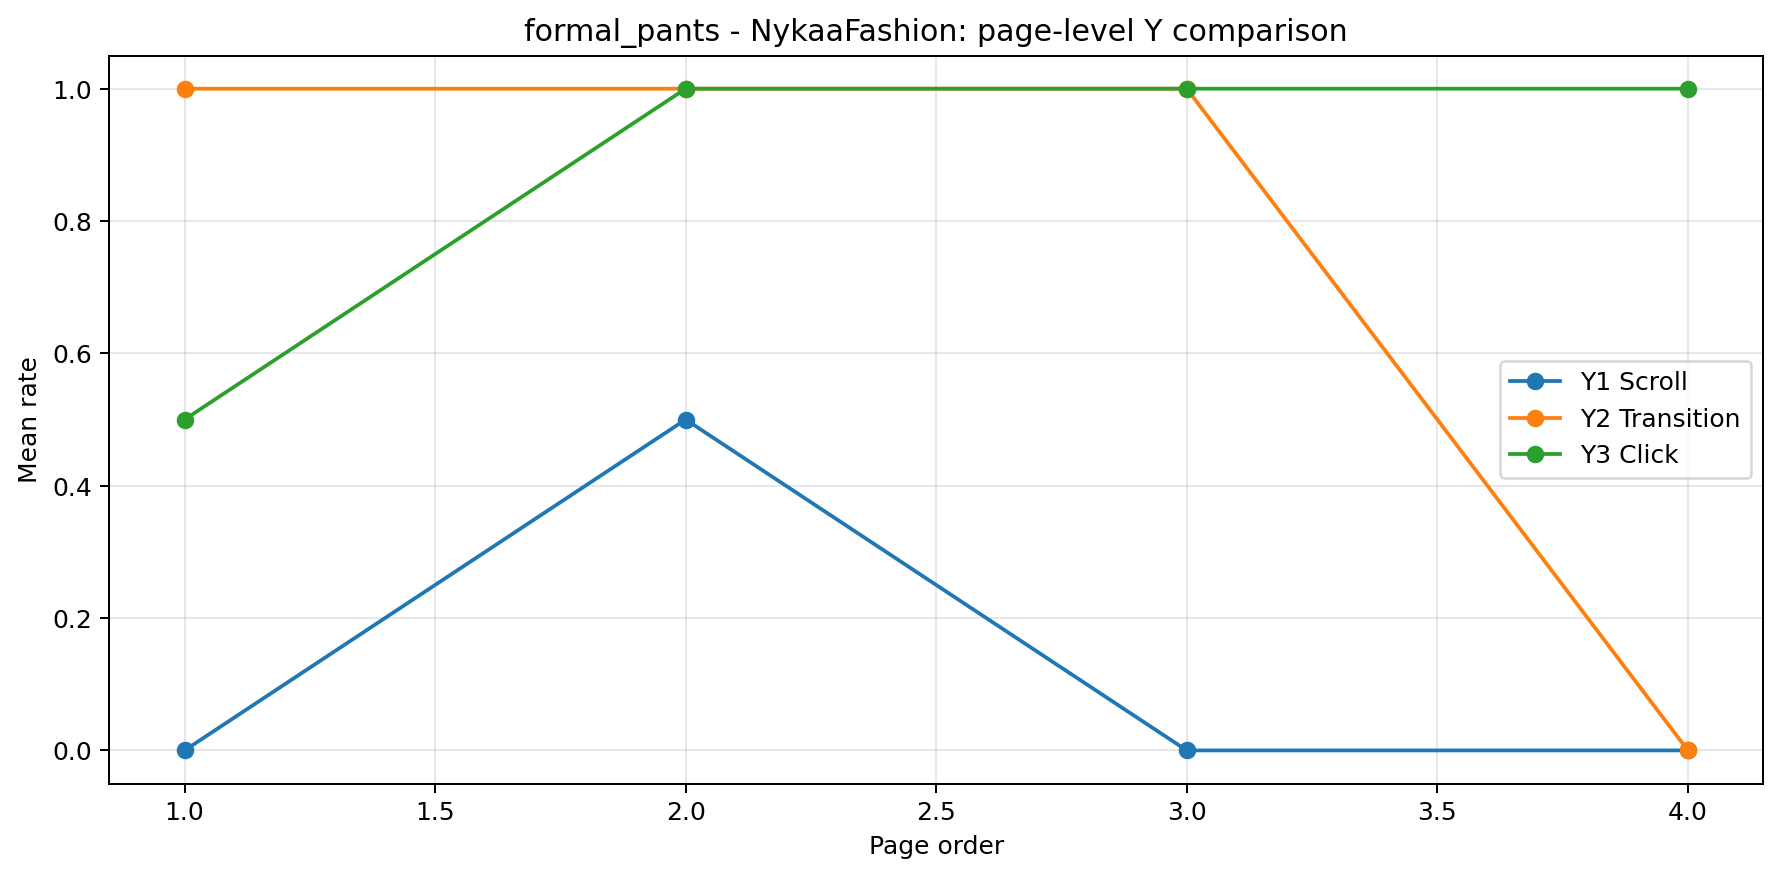 formal_pants - NykaaFashion: page-level Y comparison
Mean rate
1.0
0.8
0.6
0.4
0.2
0.0
Y1 Scroll
Y2 Transition
Y3 Click
1.0 1.5 2.0 2.5 3.0 3.5 4.0
Page order